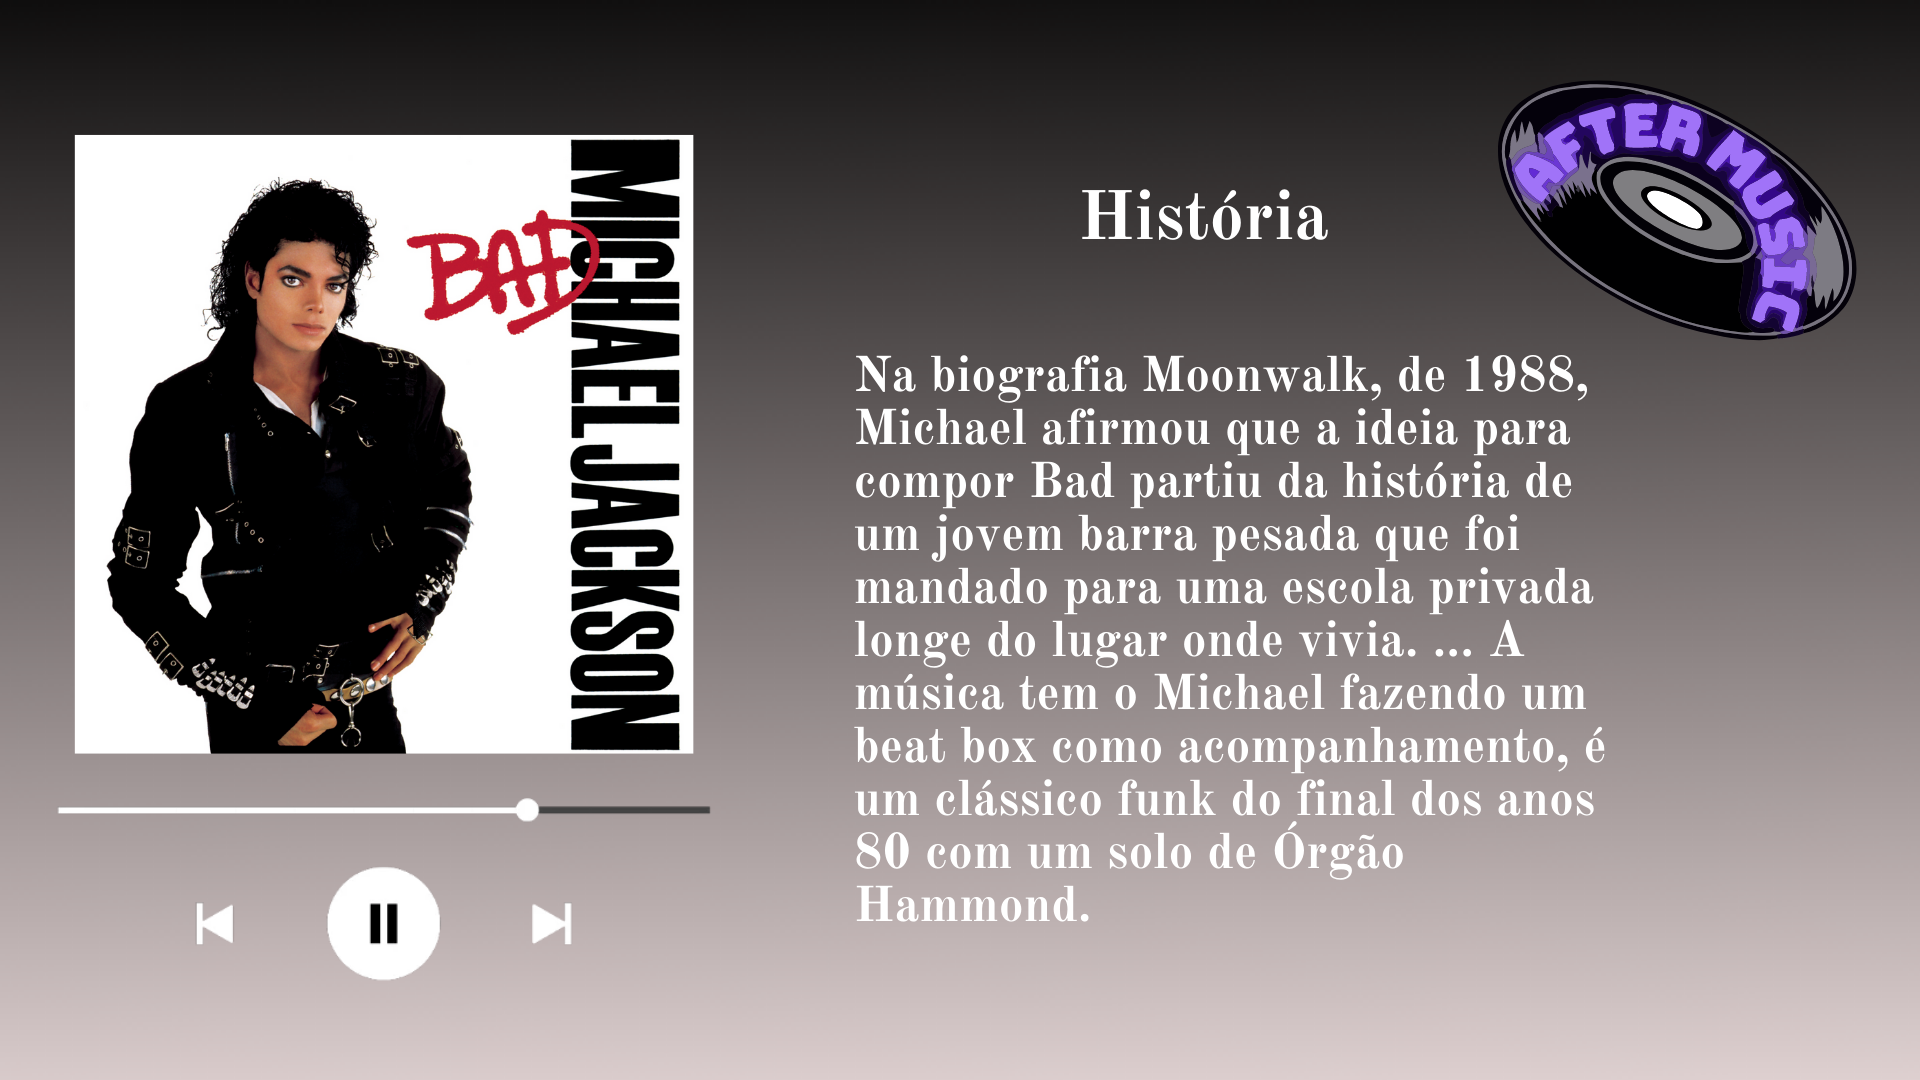 MICHAEL JACKSON
BAD
História
AFTER MUSIC
Na biografia Moonwalk, de 1988,
Michael afirmou que a ideia para
compor Bad partiu da história de
um jovem barra pesada que foi
mandado para uma escola privada
longe do lugar onde vivia. ... A
música tem o Michael fazendo um
beat box como acompanhamento, é
um clássico funk do final dos anos
80 com um solo de Órgão
Hammond.